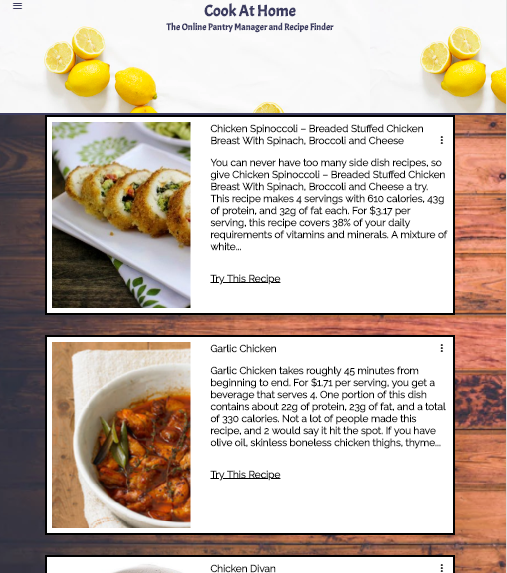 Cook At Home
The Online Pantry Manager and Recipe Finder
Chicken Spinoccoli – Breaded Stuffed Chicken
Breast With Spinach, Broccoli and Cheese
You can never have too many side dish recipes, so
give Chicken Spinoccoli – Breaded Stuffed Chicken
Breast With Spinach, Broccoli and Cheese a try.
This recipe makes 4 servings with 610 calories, 43g
of protein, and 32g of fat each. For $3.17 per
serving, this recipe covers 38% of your daily
requirements of vitamins and minerals. A mixture of
white...
Try This Recipe
Garlic Chicken
Garlic Chicken takes roughly 45 minutes from
beginning to end. For $1.71 per serving, you get a
beverage that serves 4. One portion of this dish
contains about 22g of protein, 23g of fat, and a total
of 330 calories. Not a lot of people made this
recipe, and 2 would say it hit the spot. If you have
olive oil, skinless boneless chicken thighs, thyme...
Try This Recipe
Chicken Divan